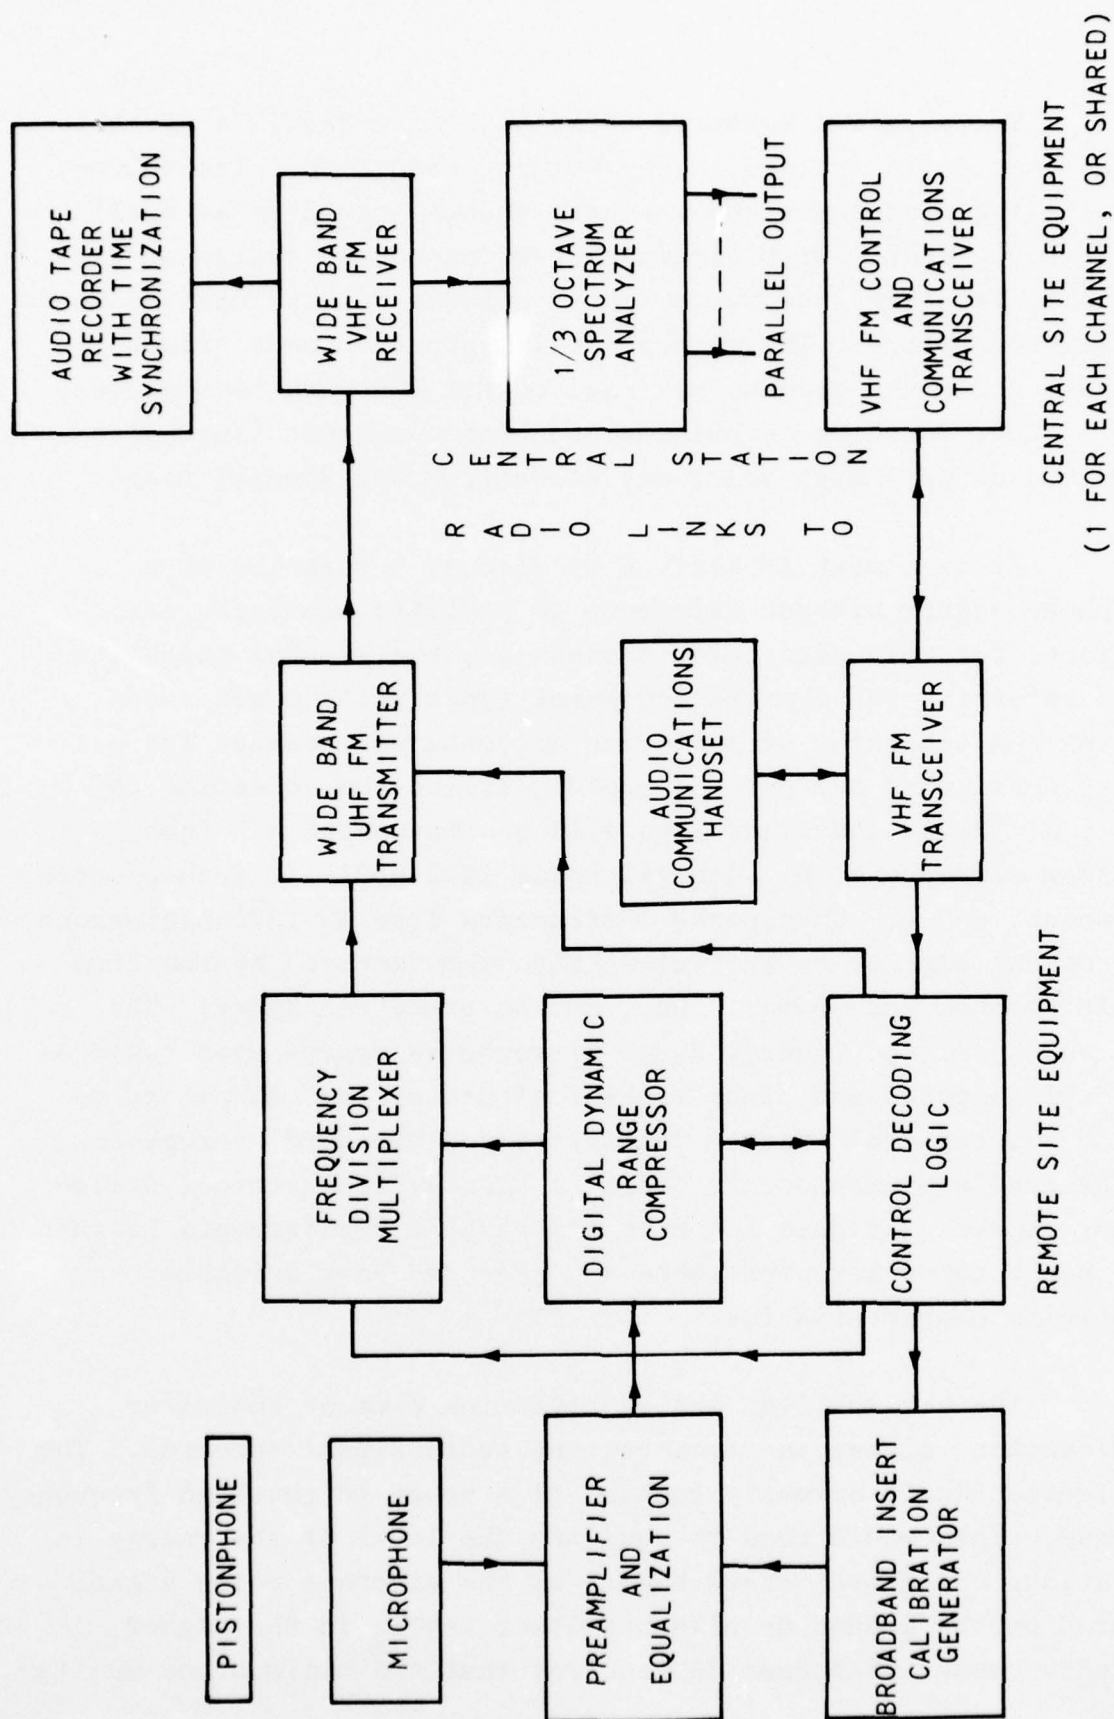 PISTONPHONE
MICROPHONE
PREAMPLIFIER
AND
EQUALIZATION
BROADBAND INSERT
CALIBRATION
GENERATOR
FREQUENCY
DIVISION
MULTIPLEXER
DIGITAL DYNAMIC
RANGE
COMPRESSOR
CONTROL DECODING
LOGIC
REMOTE SITE EQUIPMENT
WIDE BAND
UHF FM
TRANSMITTER
AUDIO
COMMUNICATIONS
HANDSET
VHF FM
TRANSCEIVER
RADIO LINKS TO
CENTRAL STATION
AUDIO TAPE
RECORDER
WITH TIME
SYNCHRONIZATION
WIDE BAND
VHF FM
RECEIVER
1/3 OCTAVE
SPECTRUM
ANALYZER
PARALLEL OUTPUT
VHF FM CONTROL
AND
COMMUNICATIONS
TRANSCEIVER
CENTRAL SITE EQUIPMENT
(1 FOR EACH CHANNEL, OR SHARED)